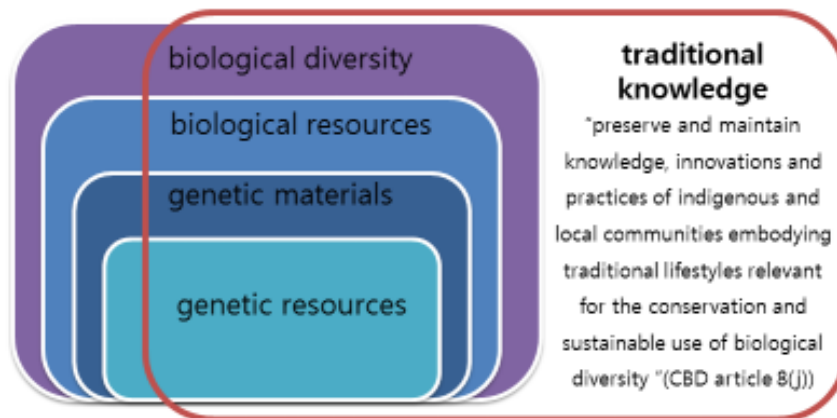 biological diversity
biological resources
genetic materials
genetic resources
traditional
knowledge
"preserve and maintain
knowledge, innovations and
practices of indigenous and
local communities embodying
traditional lifestyles relevant
for the conservation and
sustainable use of biological
diversity "(CBD article 8(j))